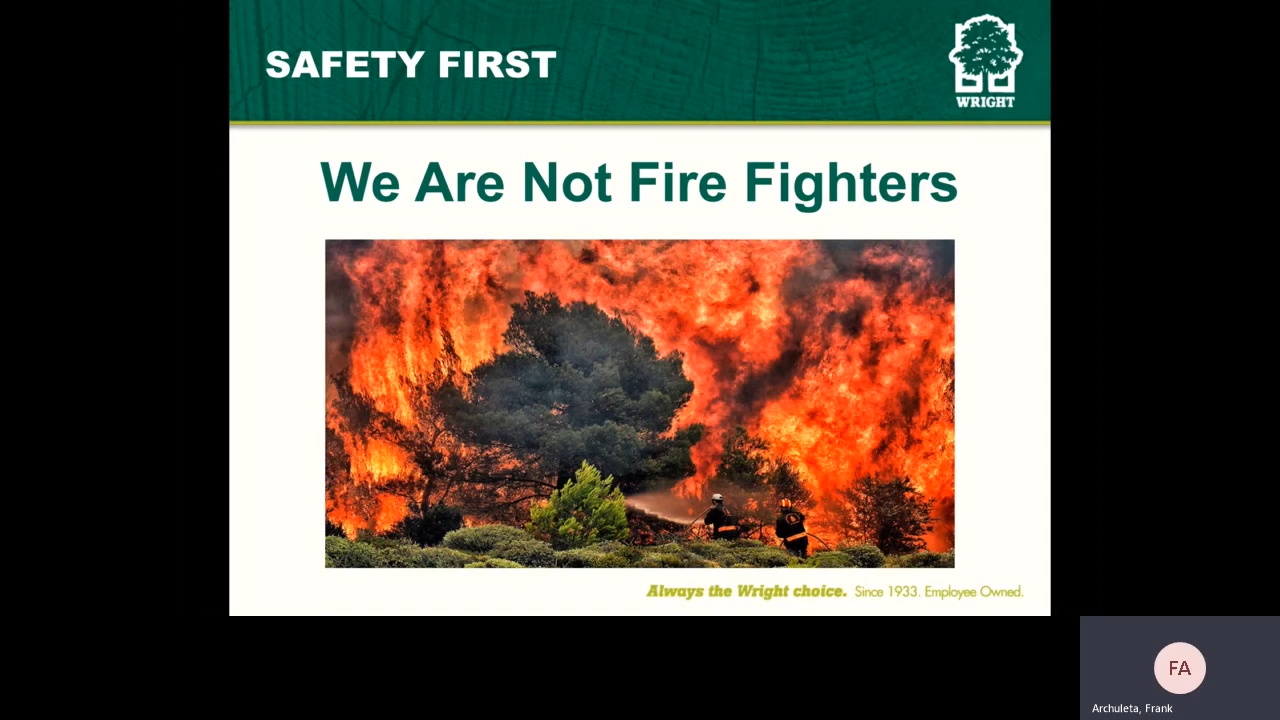 SAFETY FIRST
WRIGHT
We Are Not Fire Fighters
Always the Wright choice. Since 1933. Employee Owned.
FA
Archuleta, Frank